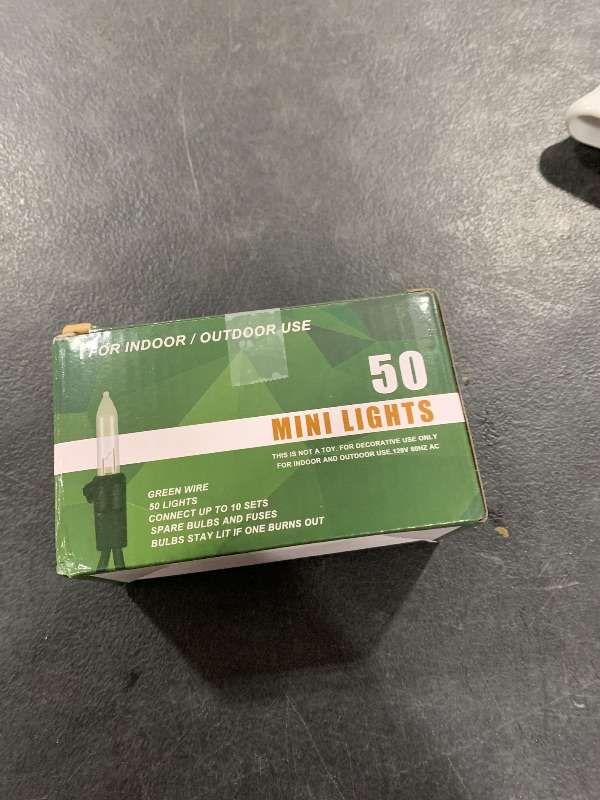 FOR INDOOR / OUTDOOR USE
50
MINI LIGHTS
THIS IS NOT A TOY. FOR DECORATIVE USE ONLY
FOR INDOOR AND OUTDOOR USE.120V 60HZ AC
GREEN WIRE
50 LIGHTS
CONNECT UP TO 10 SETS
SPARE BULBS AND FUSES
BULBS STAY LIT IF ONE BURNS OUT